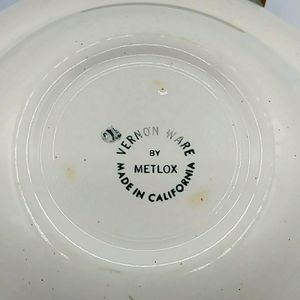 VERNON WARE
BY
METLOX
MADE IN CALIFORNIA